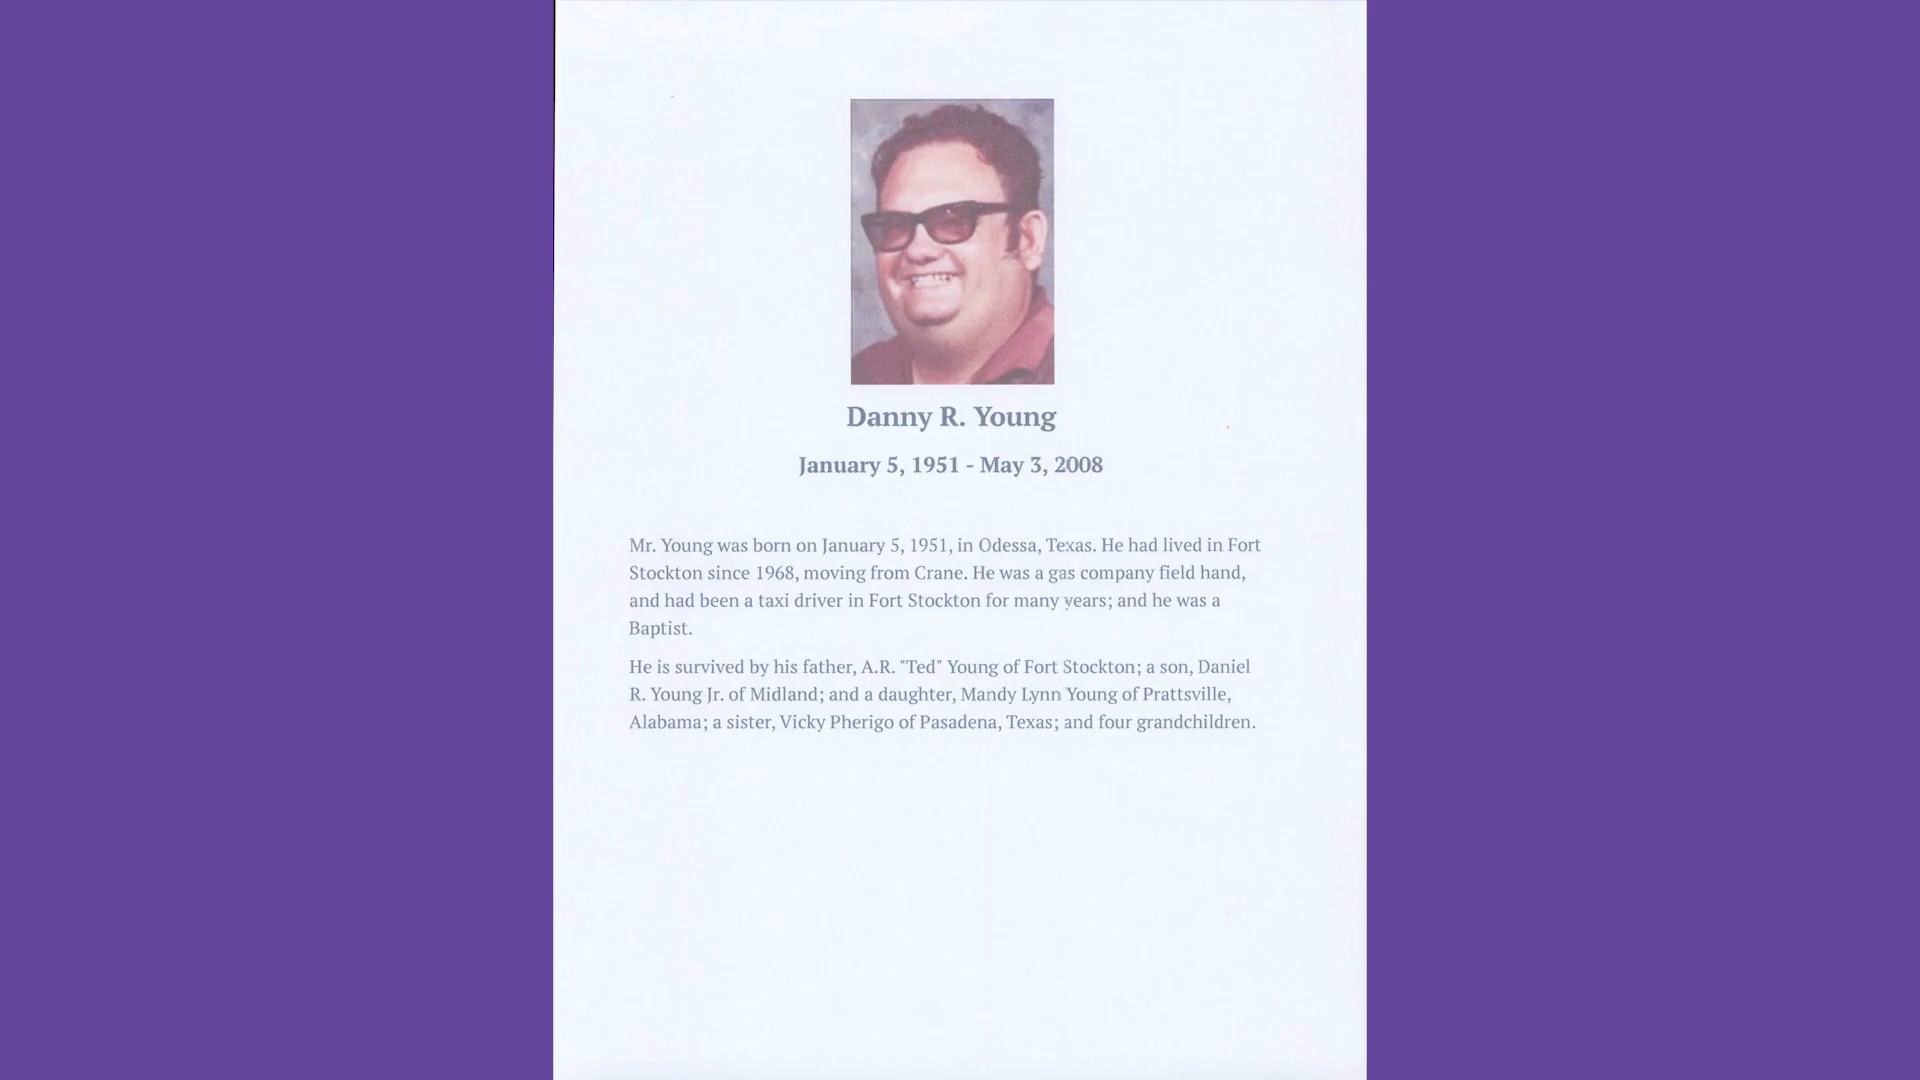 Danny R. Young
January 5, 1951 - May 3, 2008
Mr. Young was born on January 5, 1951, in Odessa, Texas. He had lived in Fort
Stockton since 1968, moving from Crane. He was a gas company field hand,
and had been a taxi driver in Fort Stockton for many years; and he was a
Baptist.
He is survived by his father, A.R. "Ted" Young of Fort Stockton; a son, Daniel
R. Young Jr. of Midland; and a daughter, Mandy Lynn Young of Prattsville,
Alabama; a sister, Vicky Pherigo of Pasadena, Texas; and four grandchildren.